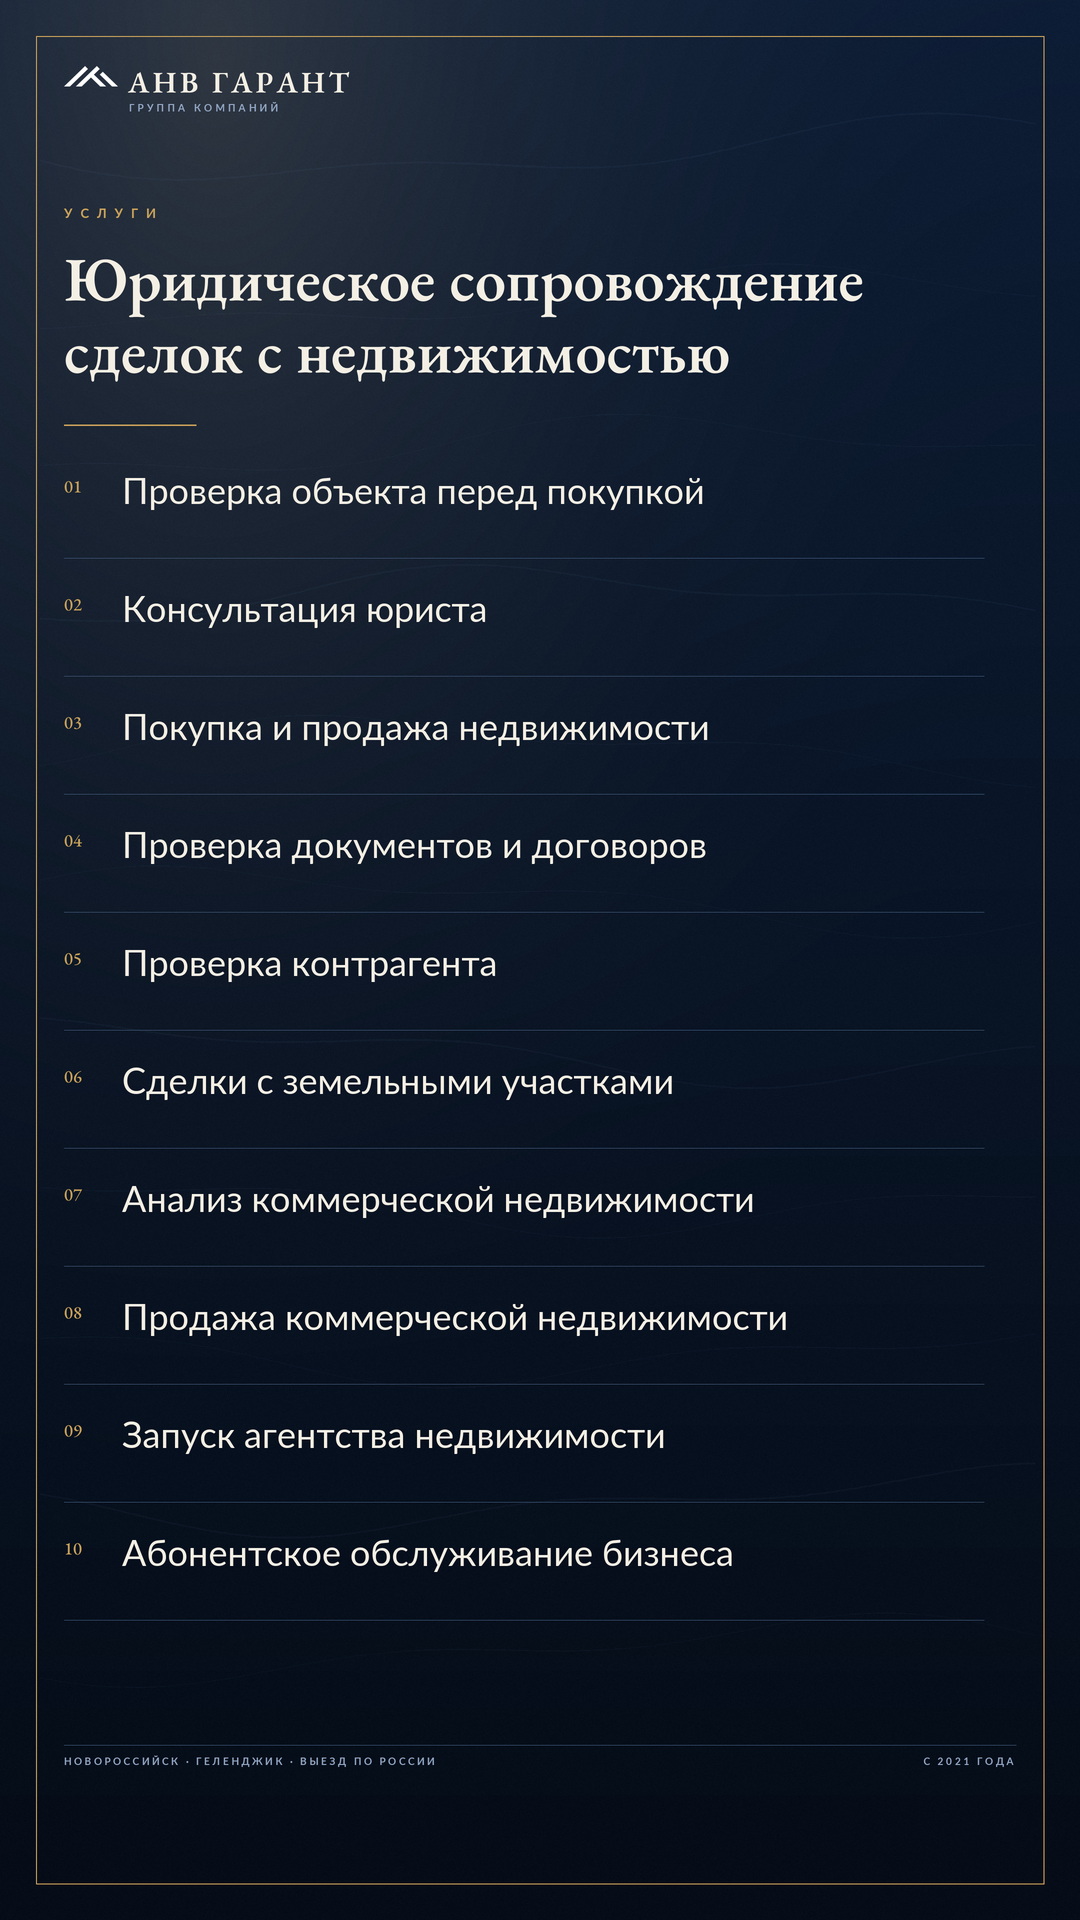 АНВ ГАРАНТ
ГРУППА КОМПАНИЙ
УСЛУГИ
Юридическое сопровождение
сделок с недвижимостью
01 Проверка объекта перед покупкой
02 Консультация юриста
03 Покупка и продажа недвижимости
04 Проверка документов и договоров
05 Проверка контрагента
06 Сделки с земельными участками
07 Анализ коммерческой недвижимости
08 Продажа коммерческой недвижимости
09 Запуск агентства недвижимости
10 Абонентское обслуживание бизнеса
НОВОРОССИЙСК · ГЕЛЕНДЖИК · ВЫЕЗД ПО РОССИИ
С 2021 ГОДА